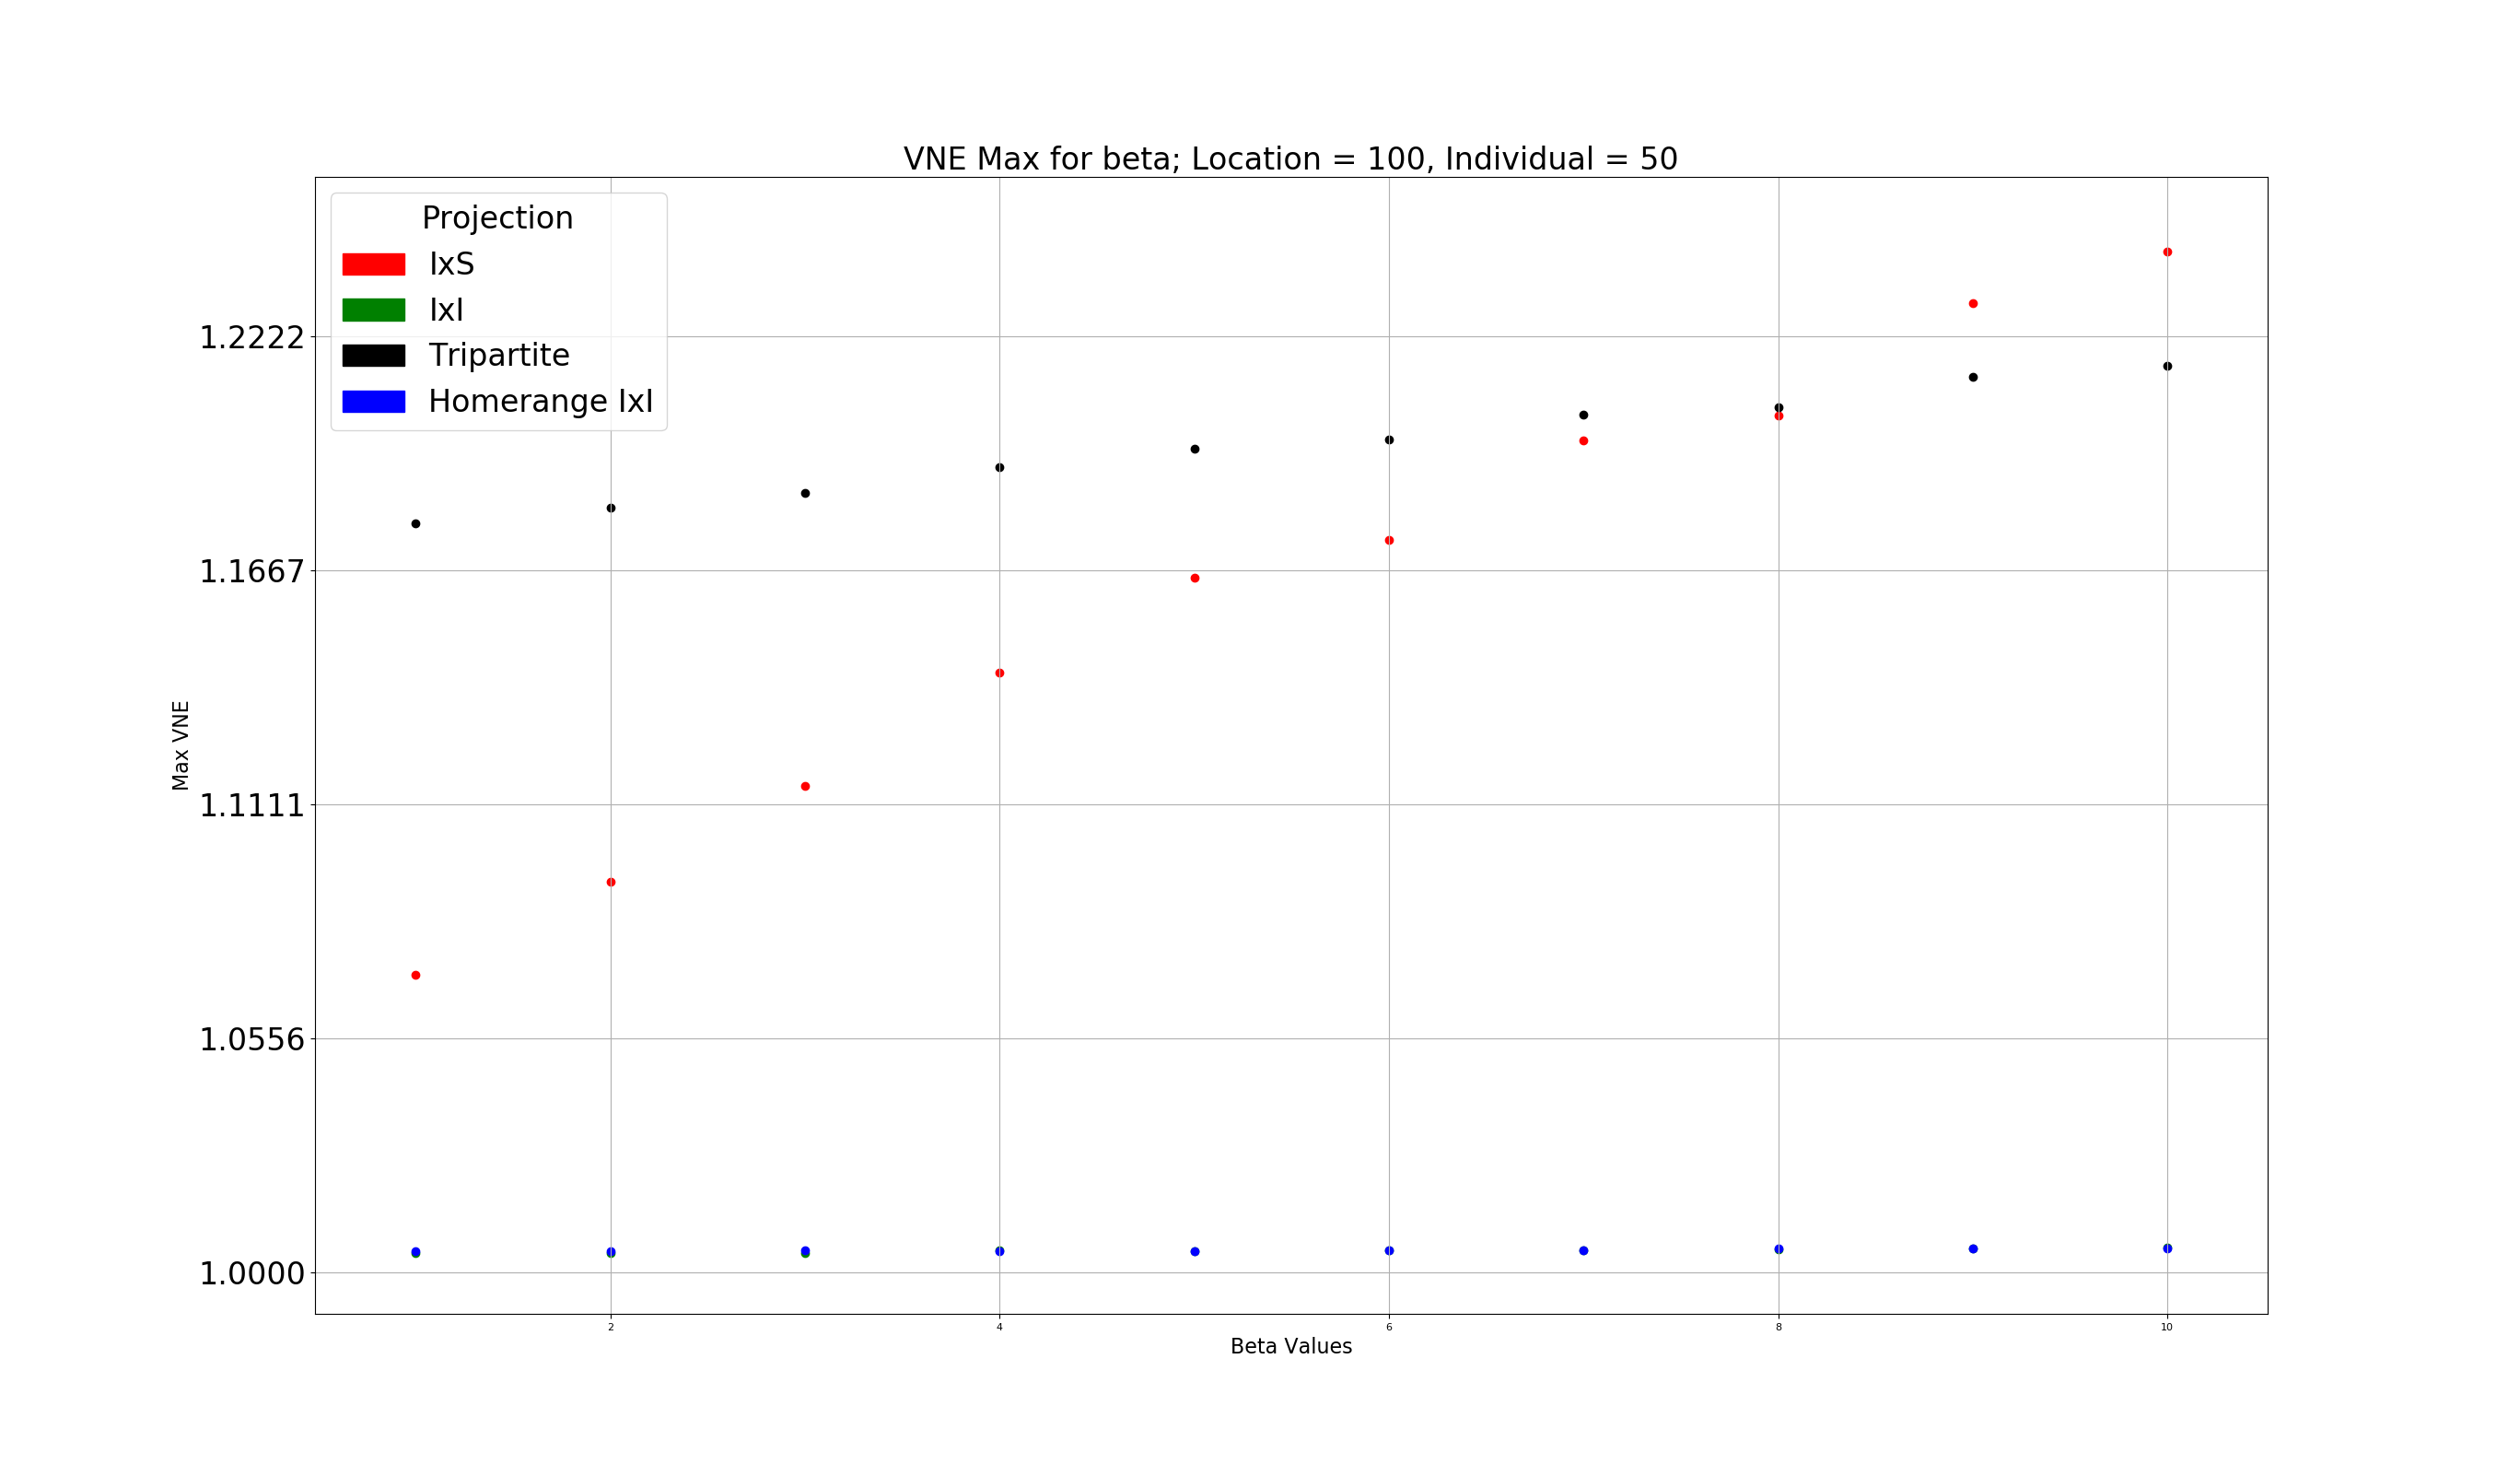 VNE Max for beta; Location = 100, Individual = 50
Projection
IxS
IxI
Tripartite
Homerange IxI
1.2222
1.1667
1.1111
1.0556
1.0000
Max VNE
2 4 6 8 10
Beta Values